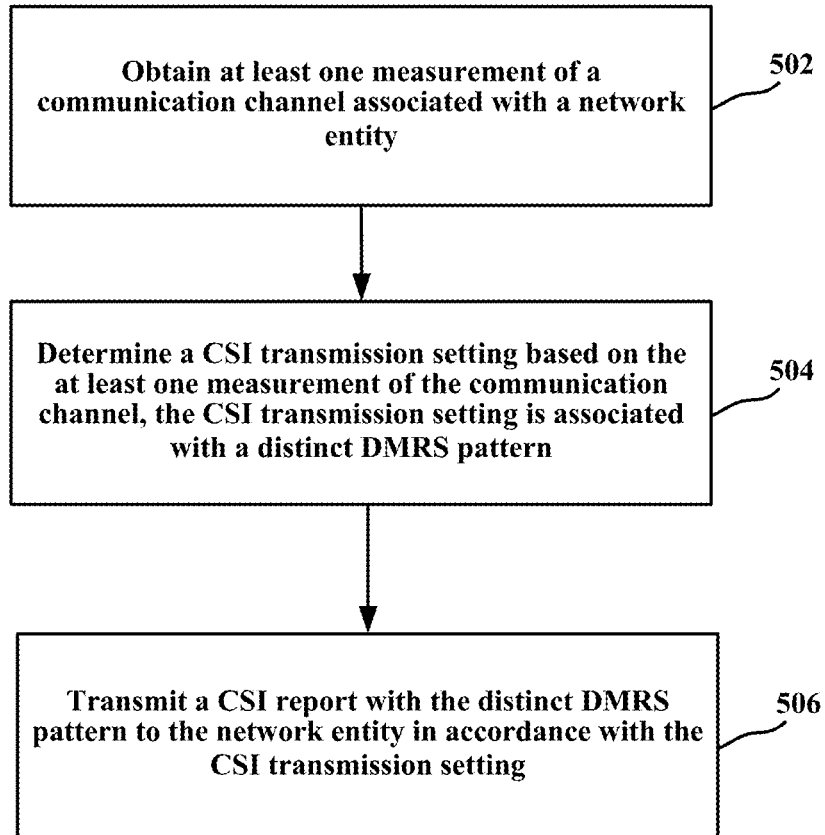 Obtain at least one measurement of a
communication channel associated with a network
entity
502
Determine a CSI transmission setting based on the
at least one measurement of the communication
channel, the CSI transmission setting is associated
with a distinct DMRS pattern
504
Transmit a CSI report with the distinct DMRS
pattern to the network entity in accordance with the
CSI transmission setting
506